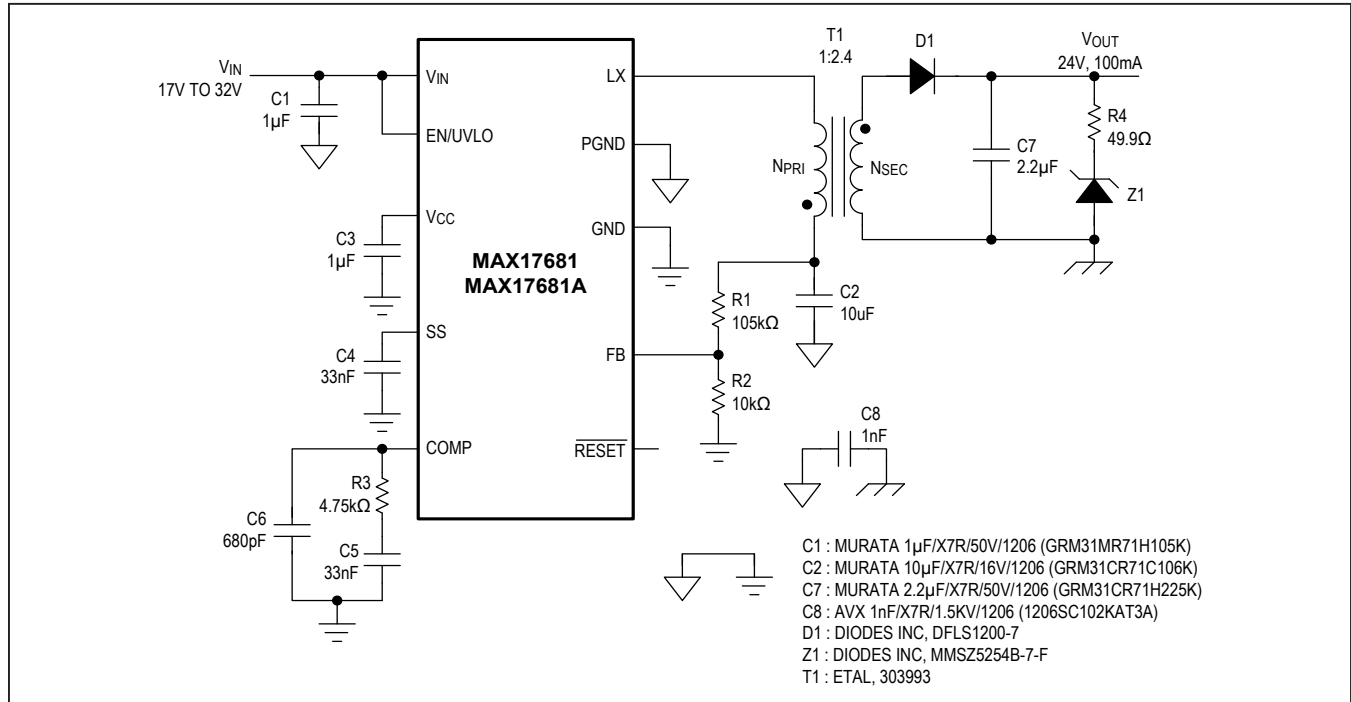 T1
1:2.4
D1
VOUT
24V, 100mA
VIN
17V TO 32V
C1
1µF
VIN
LX
EN/UVLO
PGND
NPRI
NSEC
C7
2.2µF
R4
49.9Ω
Z1
VCC
GND
C3
1µF
MAX17681
MAX17681A
R1
105kΩ
C2
10uF
SS
C4
33nF
FB
R2
10kΩ
C8
1nF
COMP
RESET
R3
4.75kΩ
C6
680pF
C5
33nF
C1 : MURATA 1µF/X7R/50V/1206 (GRM31MR71H105K)
C2 : MURATA 10µF/X7R/16V/1206 (GRM31CR71C106K)
C7 : MURATA 2.2µF/X7R/50V/1206 (GRM31CR71H225K)
C8 : AVX 1nF/X7R/1.5KV/1206 (1206SC102KAT3A)
D1 : DIODES INC, DFLS1200-7
Z1 : DIODES INC, MMSZ5254B-7-F
T1 : ETAL, 303993